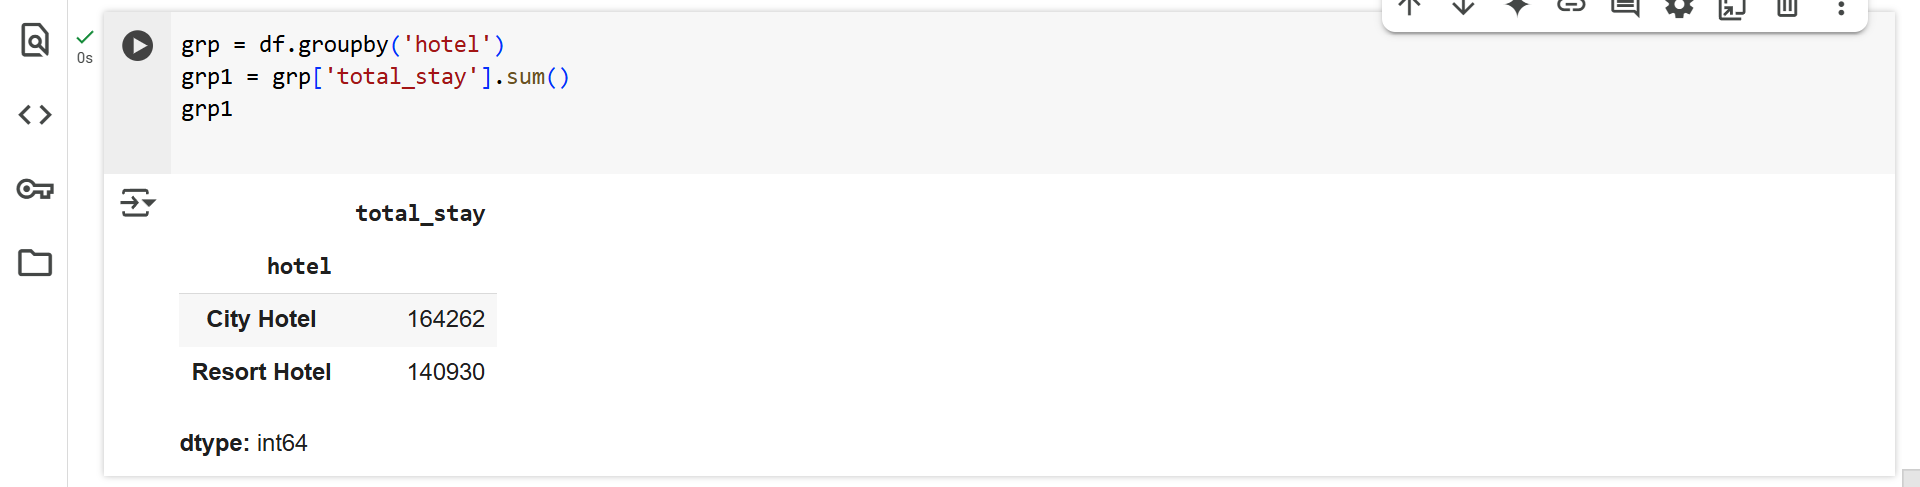 0s
grp = df.groupby('hotel')
grp1 = grp['total_stay'].sum()
grp1
total_stay
hotel
City Hotel 164262
Resort Hotel 140930
dtype: int64